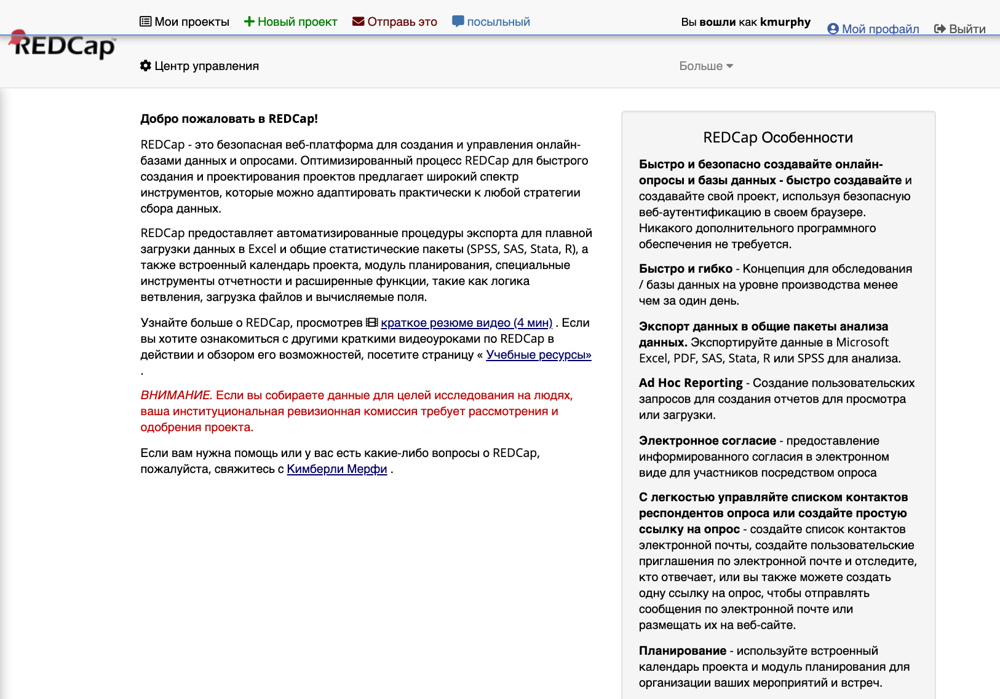 Мои проекты Новый проект Отправь это посыльный Вы вошли как kmurphy Мой профайл Выйти
REDCap™
Центр управления Больше
Добро пожаловать в REDCap!
REDCap - это безопасная веб-платформа для создания и управления онлайн-
базами данных и опросами. Оптимизированный процесс REDCap для быстрого
создания и проектирования проектов предлагает широкий спектр
инструментов, которые можно адаптировать практически к любой стратегии
сбора данных.
REDCap предоставляет автоматизированные процедуры экспорта для плавной
загрузки данных в Excel и общие статистические пакеты (SPSS, SAS, Stata, R), а
также встроенный календарь проекта, модуль планирования, специальные
инструменты отчетности и расширенные функции, такие как логика
ветвления, загрузка файлов и вычисляемые поля.
Узнайте больше о REDCap, просмотрев краткое резюме видео (4 мин) . Если
вы хотите ознакомиться с другими краткими видеоуроками по REDCap в
действии и обзором его возможностей, посетите страницу « Учебные ресурсы»
.
ВНИМАНИЕ. Если вы собираете данные для целей исследования на людях,
ваша институциональная ревизионная комиссия требует рассмотрения и
одобрения проекта.
Если вам нужна помощь или у вас есть какие-либо вопросы о REDCap,
пожалуйста, свяжитесь с Кимберли Мерфи .
REDCap Особенности
Быстро и безопасно создавайте онлайн-
опросы и базы данных - быстро создавайте и
создавайте свой проект, используя безопасную
веб-аутентификацию в своем браузере.
Никакого дополнительного программного
обеспечения не требуется.
Быстро и гибко - Концепция для обследования
/ базы данных на уровне производства менее
чем за один день.
Экспорт данных в общие пакеты анализа
данных. Экспортируйте данные в Microsoft
Excel, PDF, SAS, Stata, R или SPSS для анализа.
Ad Hoc Reporting - Создание пользовательских
запросов для создания отчетов для просмотра
или загрузки.
Электронное согласие - предоставление
информированного согласия в электронном
виде для участников посредством опроса
С легкостью управляйте списком контактов
респондентов опроса или создайте простую
ссылку на опрос - создайте список контактов
электронной почты, создайте пользовательские
приглашения по электронной почте и отследите,
кто отвечает, или вы также можете создать
одну ссылку на опрос, чтобы отправлять
сообщения по электронной почте или
размещать их на веб-сайте.
Планирование - используйте встроенный
календарь проекта и модуль планирования для
организации ваших мероприятий и встреч.